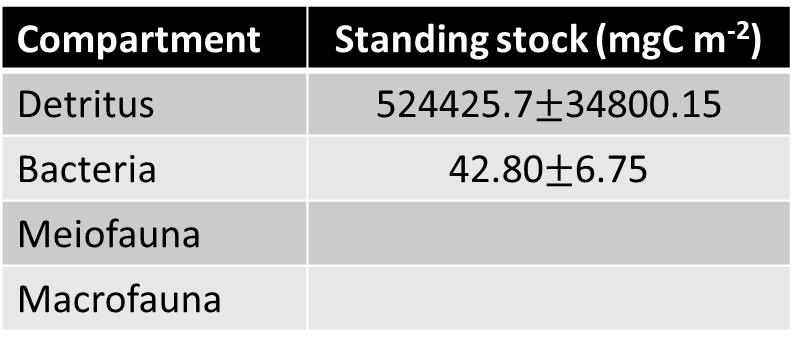 Compartment Standing stock (mgC m-2)
Detritus 524425.7±34800.15
Bacteria 42.80±6.75
Meiofauna
Macrofauna